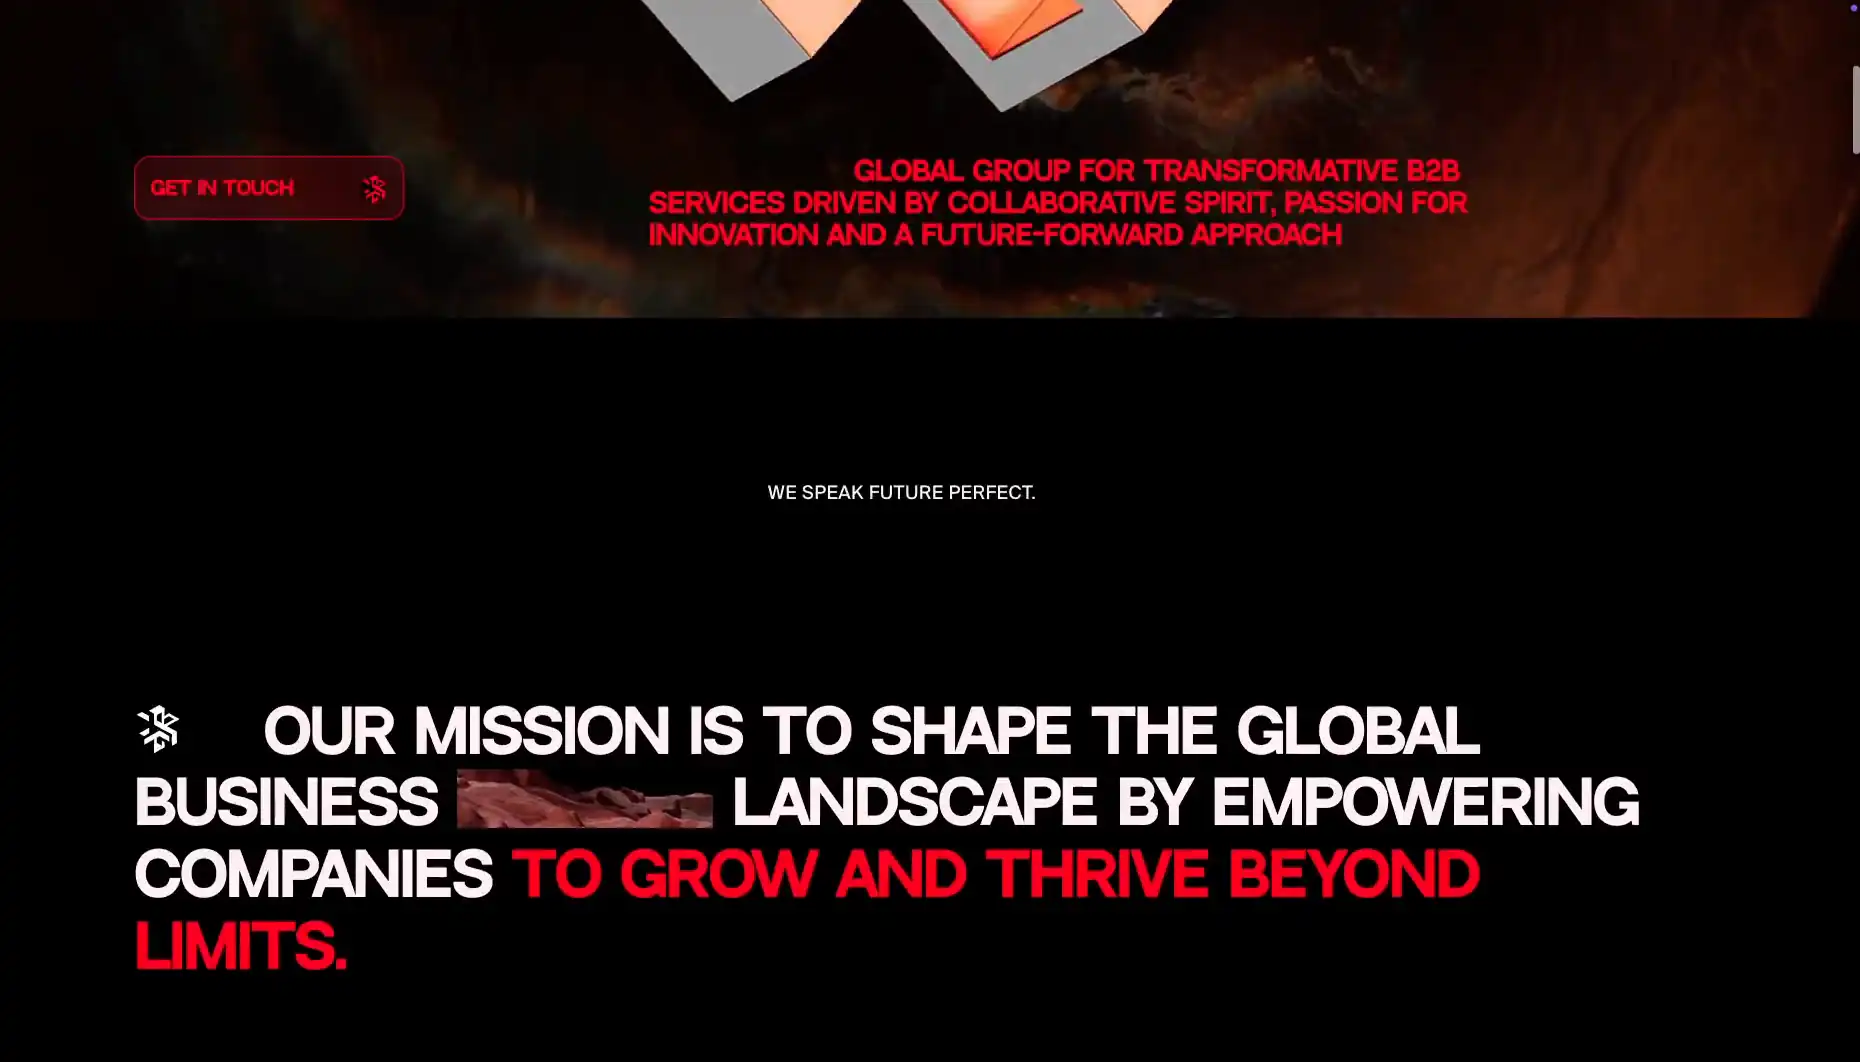 GET IN TOUCH
GLOBAL GROUP FOR TRANSFORMATIVE B2B
SERVICES DRIVEN BY COLLABORATIVE SPIRIT, PASSION FOR
INNOVATION AND A FUTURE-FORWARD APPROACH
WE SPEAK FUTURE PERFECT.
OUR MISSION IS TO SHAPE THE GLOBAL
BUSINESS LANDSCAPE BY EMPOWERING
COMPANIES TO GROW AND THRIVE BEYOND
LIMITS.